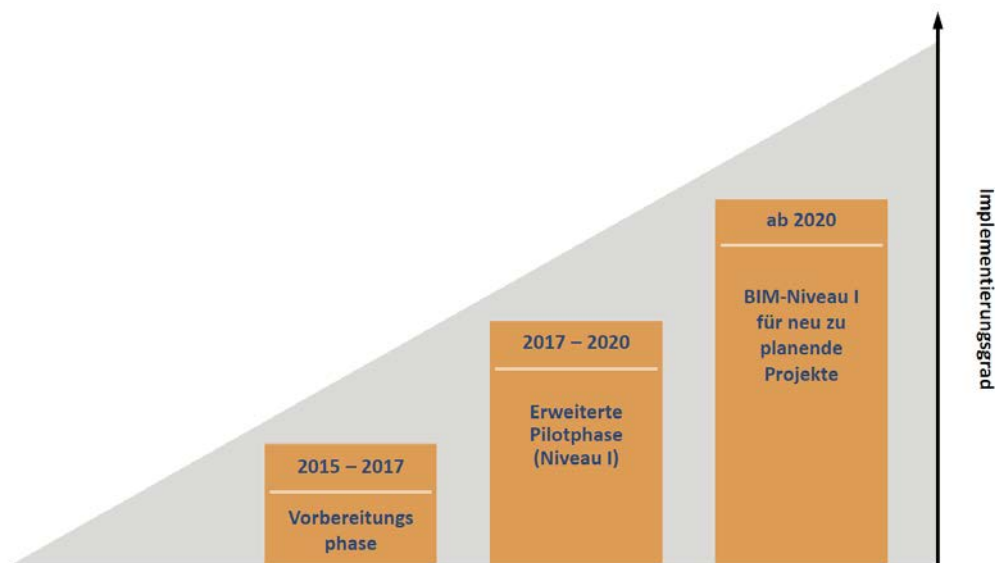 2015 – 2017
Vorbereitungs
phase
2017 – 2020
Erweiterte
Pilotphase
(Niveau I)
ab 2020
BIM-Niveau I
für neu zu
planende
Projekte
Implementierungsgrad